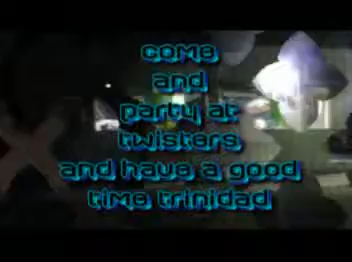 COME
and
party at
twisters
and have a good
time trinidad